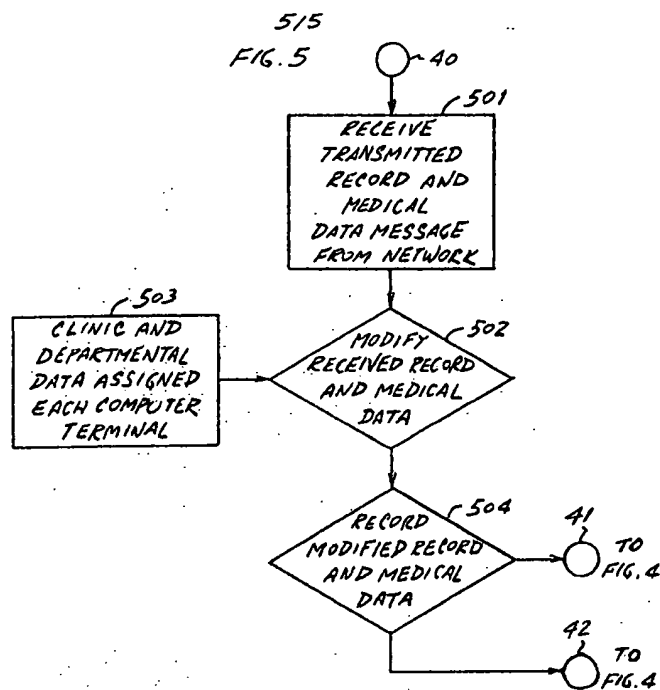 5/5
FIG. 5
40
501
RECEIVE
TRANSMITTED
RECORD AND
MEDICAL
DATA MESSAGE
FROM NETWORK
503
CLINIC AND
DEPARTMENTAL
DATA ASSIGNED
EACH COMPUTER
TERMINAL
502
MODIFY
RECEIVED RECORD
AND MEDICAL
DATA
504
RECORD
MODIFIED RECORD
AND MEDICAL
DATA
41
TO
FIG. 4
42
TO
FIG. 4